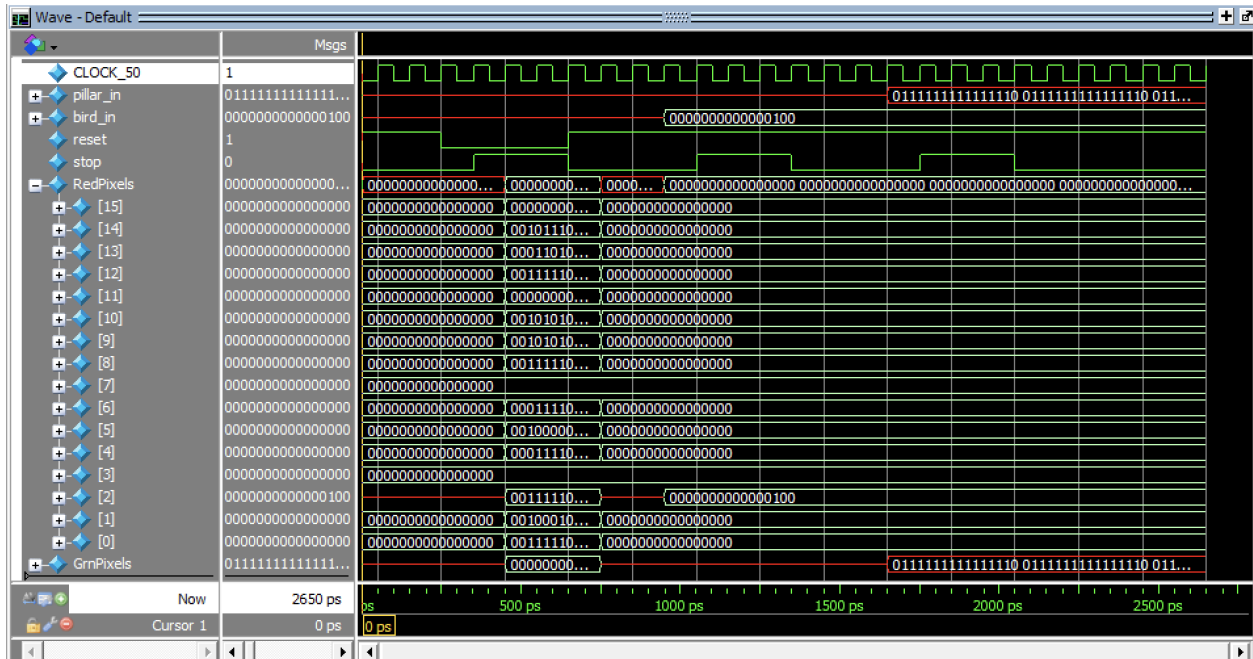 Wave - Default
Msgs
CLOCK_50 1
pillar_in 01111111111111... 0111111111111110 0111111111111110 011...
bird_in 0000000000000100 0000000000000100
reset 1
stop 0
RedPixels 00000000000000... 00000000000000... 00000000... 0000... 0000000000000000 0000000000000000 0000000000000000 00000000000000...
[15] 0000000000000000 0000000000000000 00000000... 0000000000000000
[14] 0000000000000000 0000000000000000 00101110... 0000000000000000
[13] 0000000000000000 0000000000000000 00011010... 0000000000000000
[12] 0000000000000000 0000000000000000 00111110... 0000000000000000
[11] 0000000000000000 0000000000000000 00000000... 0000000000000000
[10] 0000000000000000 0000000000000000 00101010... 0000000000000000
[9] 0000000000000000 0000000000000000 00101010... 0000000000000000
[8] 0000000000000000 0000000000000000 00111110... 0000000000000000
[7] 0000000000000000 0000000000000000
[6] 0000000000000000 0000000000000000 00011110... 0000000000000000
[5] 0000000000000000 0000000000000000 00100000... 0000000000000000
[4] 0000000000000000 0000000000000000 00011110... 0000000000000000
[3] 0000000000000000 0000000000000000
[2] 0000000000000100 00111110... 0000000000000100
[1] 0000000000000000 0000000000000000 00100010... 0000000000000000
[0] 0000000000000000 0000000000000000 00111110... 0000000000000000
GrnPixels 01111111111111... 00000000... 0111111111111110 0111111111111110 011...
Now 2650 ps ps 500 ps 1000 ps 1500 ps 2000 ps 2500 ps
Cursor 1 0 ps 0 ps